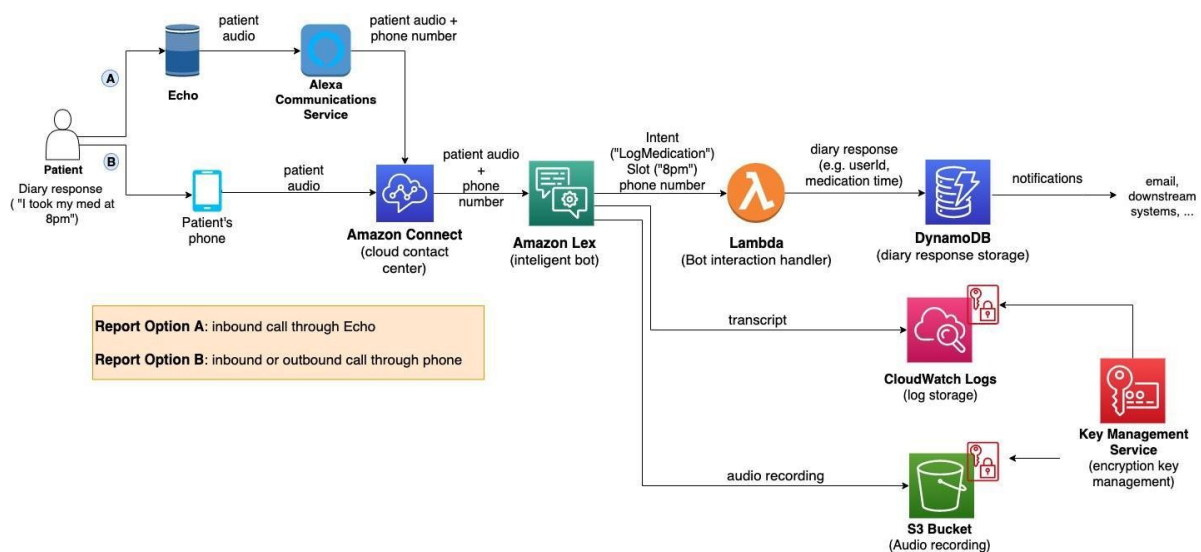 patient
audio
patient audio +
phone number
A
Echo
Alexa
Communications
Service
B
Patient
Diary response
( "I took my med at
8pm")
Patient's
phone
patient
audio
Amazon Connect
(cloud contact
center)
patient audio
+
phone
number
Amazon Lex
(inteligent bot)
Intent
("LogMedication")
Slot ("8pm")
phone number
Lambda
(Bot interaction handler)
diary response
(e.g. userId,
medication time)
DynamoDB
(diary response storage)
notifications
email,
downstream
systems, ...
Report Option A: inbound call through Echo
Report Option B: inbound or outbound call through phone
transcript
CloudWatch Logs
(log storage)
Key Management
Service
(encryption key
management)
audio recording
S3 Bucket
(Audio recording)